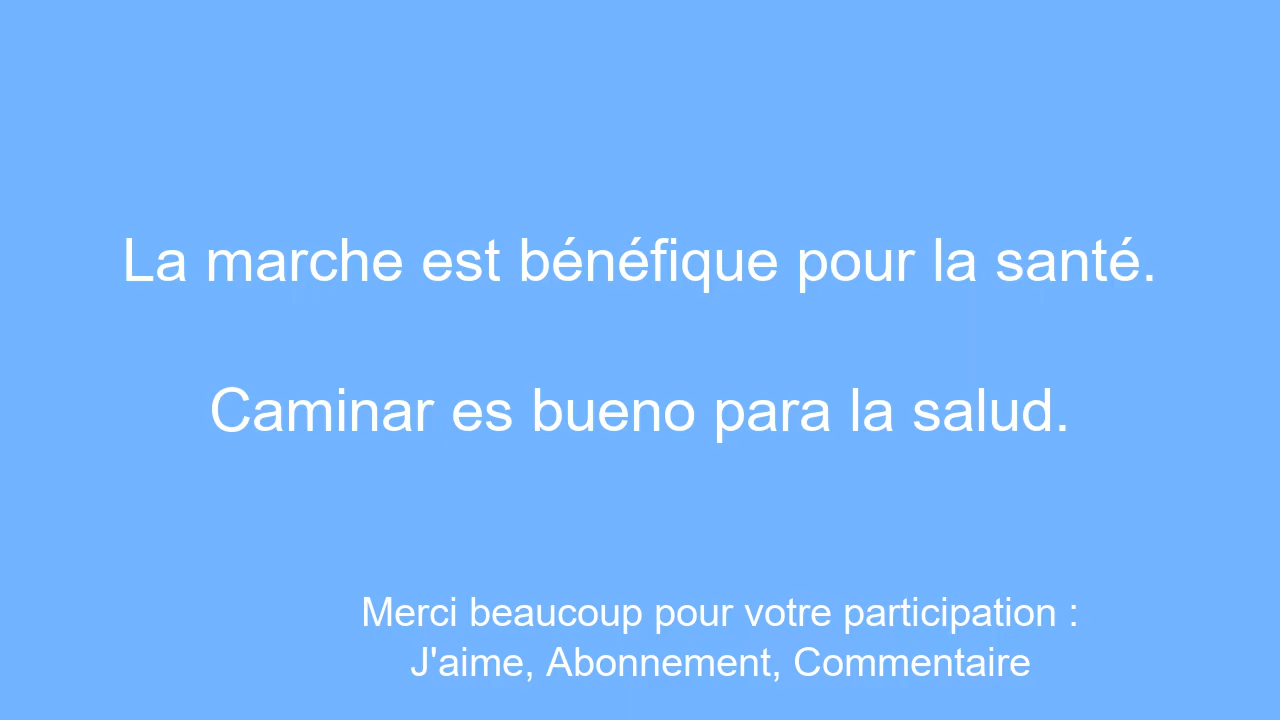 La marche est bénéfique pour la santé.
Caminar es bueno para la salud.
Merci beaucoup pour votre participation :
J'aime, Abonnement, Commentaire